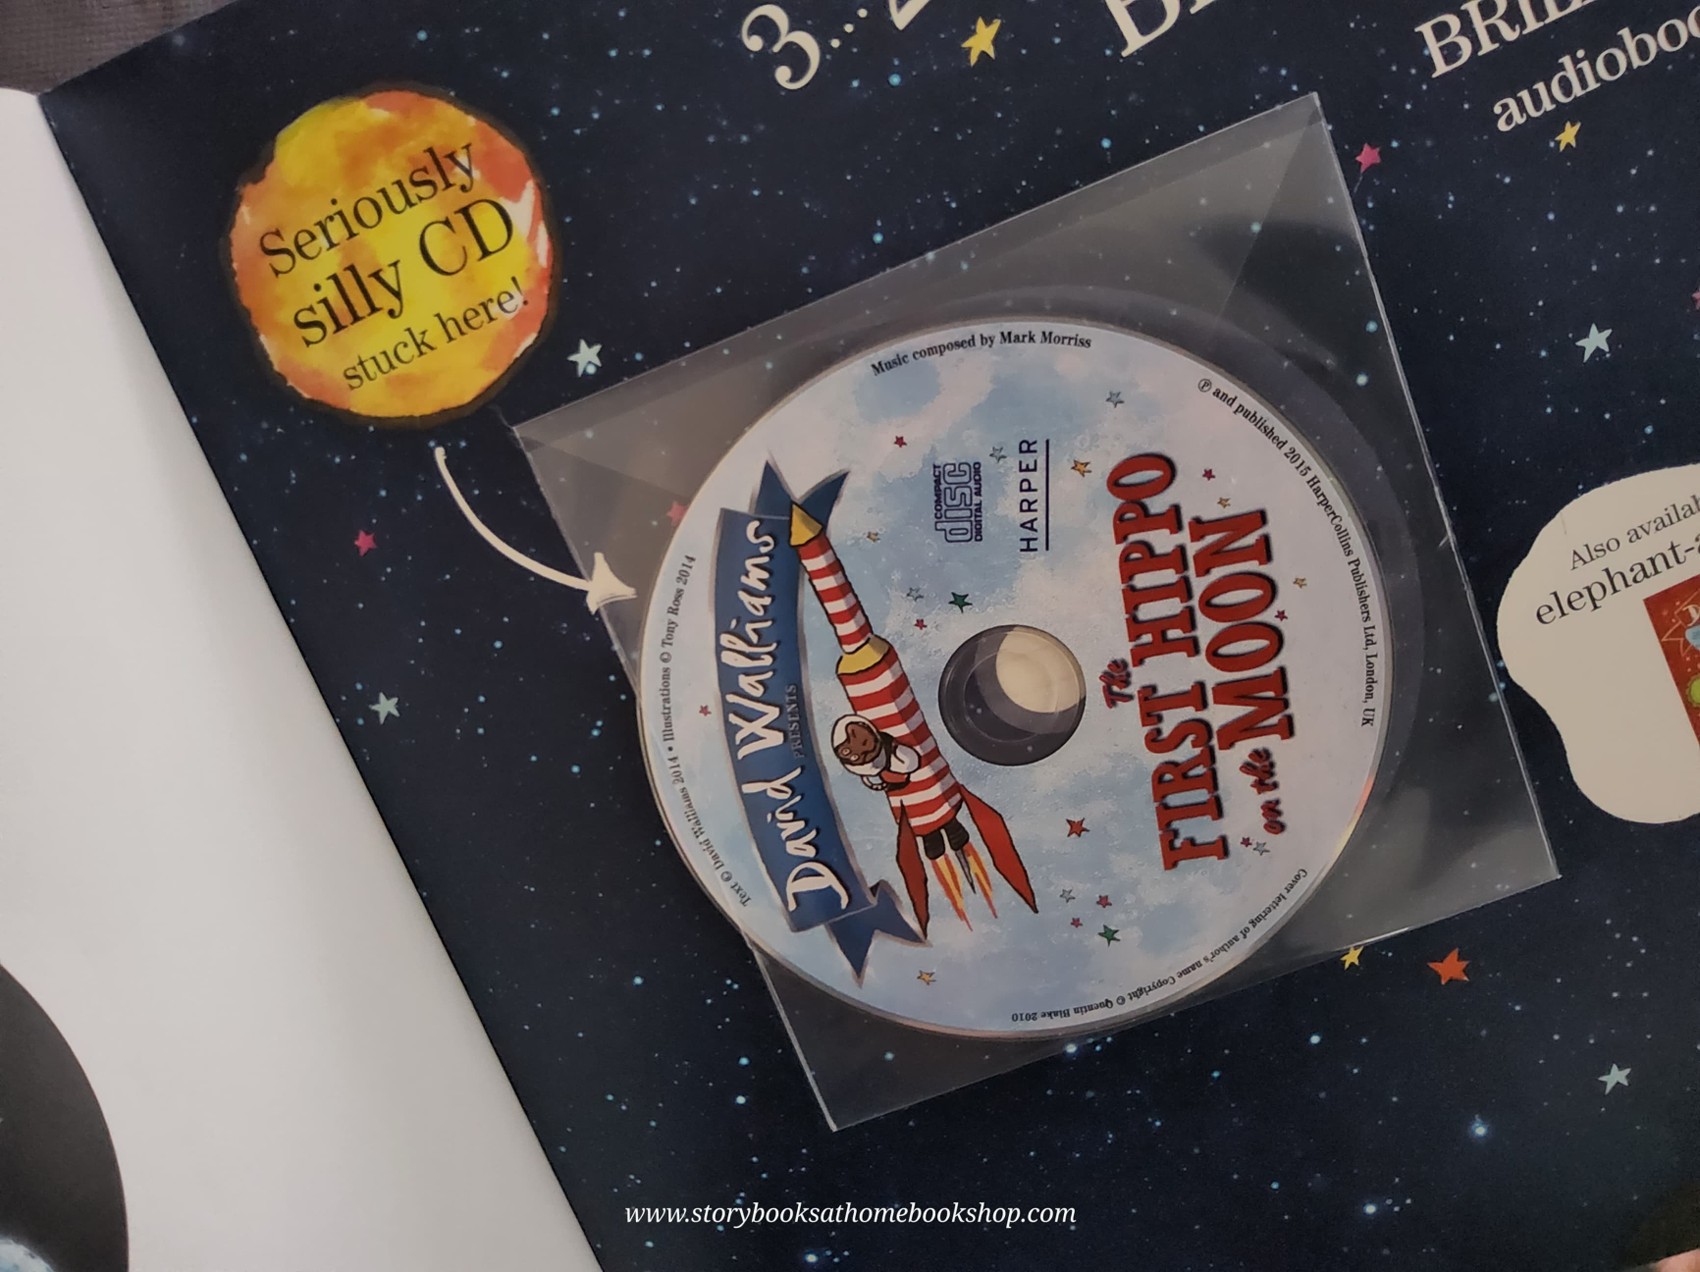 3...
BRIL
audioboo
Seriously
silly CD
stuck here!
Music composed by Mark Morriss
℗ and published 2015 HarperCollins Publishers Ltd, London, UK
Text © David Walliams 2014 • Illustrations © Tony Ross 2014
David Walliams
PRESENTS
COMPACT
disc
DIGITAL AUDIO
HARPER
The
FIRST HIPPO
on the MOON
Cover lettering of author's name Copyright © Quentin Blake 2010
Also availab
elephant-
www.storybooksathomebookshop.com